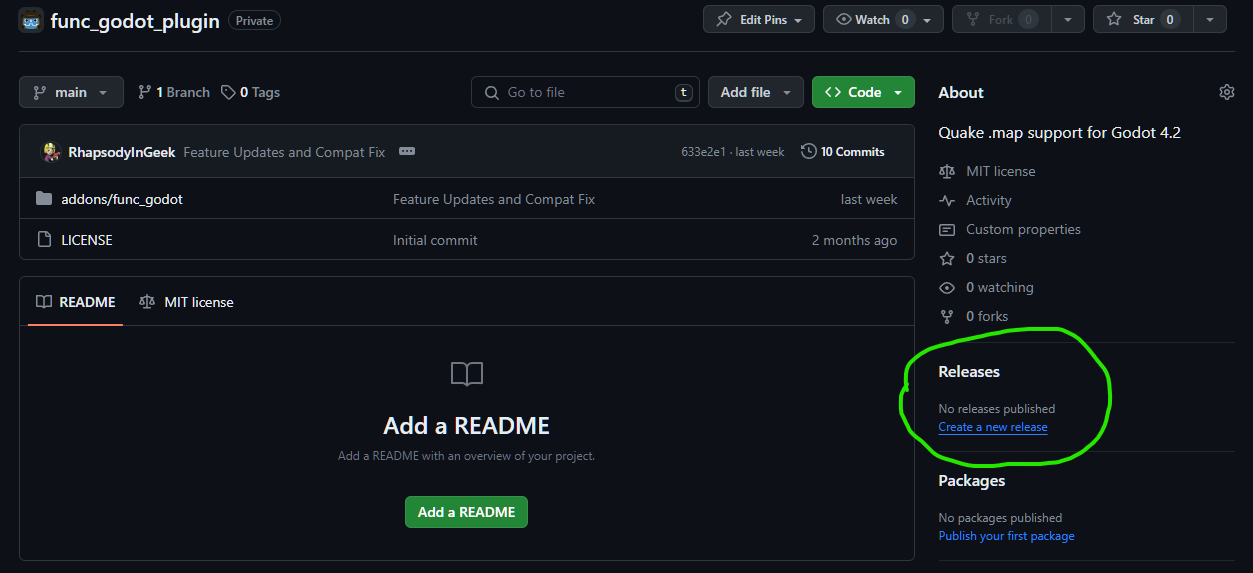 func_godot_plugin Private Edit Pins Watch 0 Fork 0 Star 0
main 1 Branch 0 Tags Go to file t Add file Code
RhapsodyInGeek Feature Updates and Compat Fix 633e2e1 · last week 10 Commits
addons/func_godot Feature Updates and Compat Fix last week
LICENSE Initial commit 2 months ago
README MIT license
Add a README
Add a README with an overview of your project.
Add a README
About
Quake .map support for Godot 4.2
MIT license
Activity
Custom properties
0 stars
0 watching
0 forks
Releases
No releases published
Create a new release
Packages
No packages published
Publish your first package